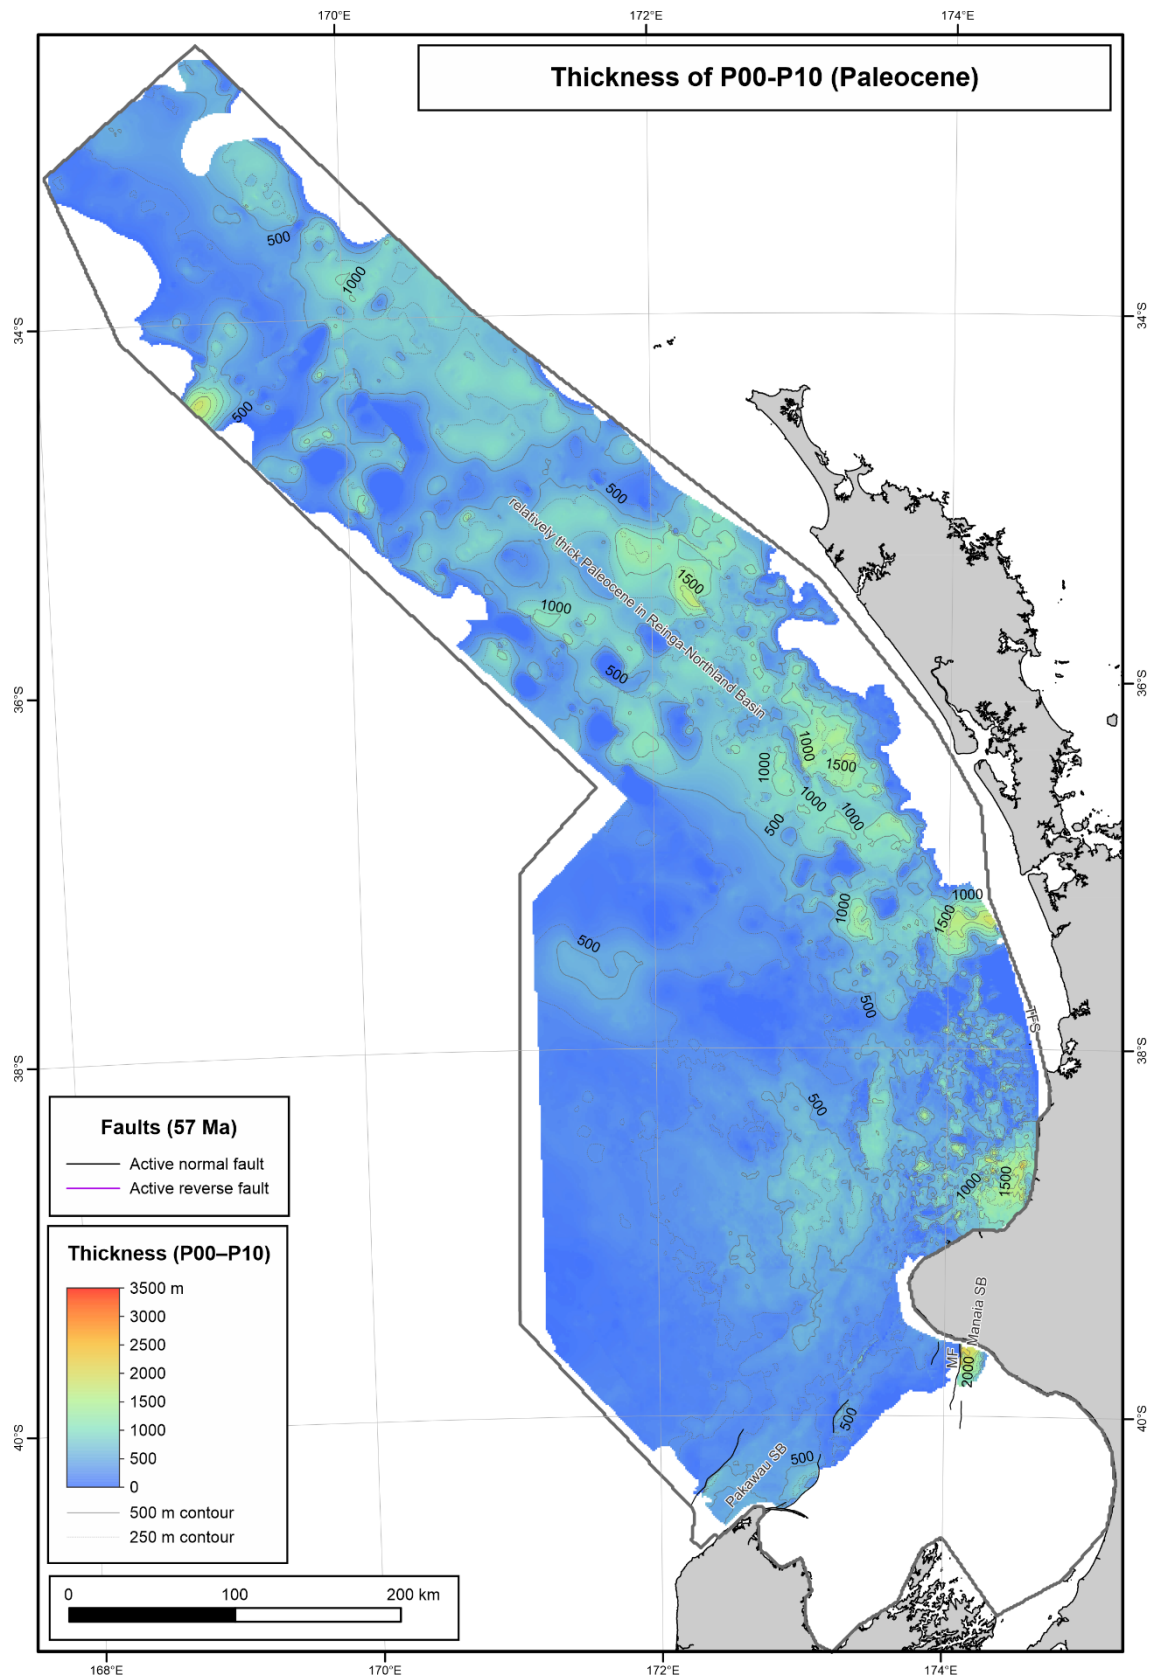 170°E
172°E
174°E
Thickness of P00-P10 (Paleocene)
500
1000
34°S
34°S
500
500
relatively thick Paleocene in Reinga-Northland Basin
1500
1000
500
36°S
36°S
1000
1000
1500
1000
1000
500
1000
1000
1500
500
500
TFS
38°S
38°S
500
1000
1500
Faults (57 Ma)
Active normal fault
Active reverse fault
Thickness (P00–P10)
3500 m
3000
2500
2000
1500
1000
500
0
500 m contour
250 m contour
Manaia SB
MF
2000
500
40°S
40°S
500
Pakawau SB
0
100
200 km
168°E
170°E
172°E
174°E